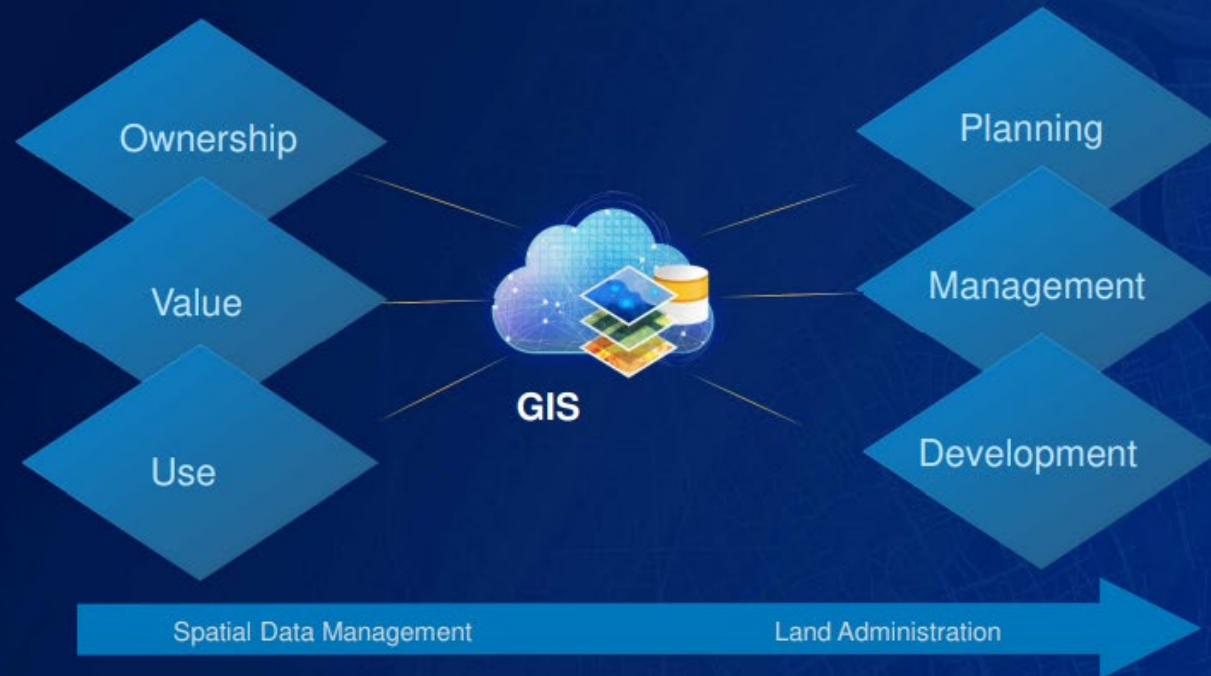 Ownership
Value
Use
GIS
Planning
Management
Development
Spatial Data Management
Land Administration